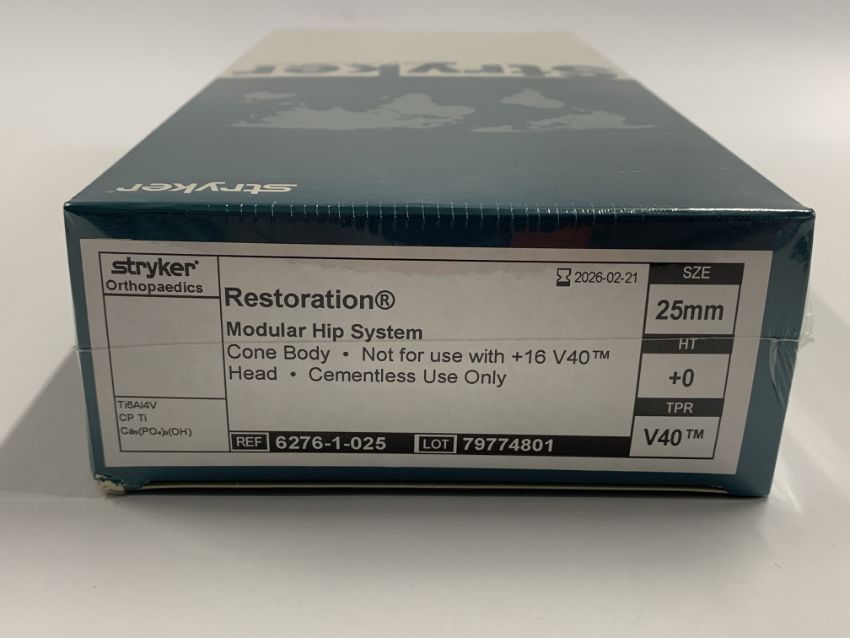 stryker
stryker
stryker
Orthopaedics
Restoration®
Modular Hip System
Cone Body • Not for use with +16 V40™
Head • Cementless Use Only
2026-02-21
SZE
25mm
HT
+0
TPR
V40™
Ti6Al4V
CP Ti
Ca₅(PO₄)₃(OH)
REF 6276-1-025 LOT 79774801